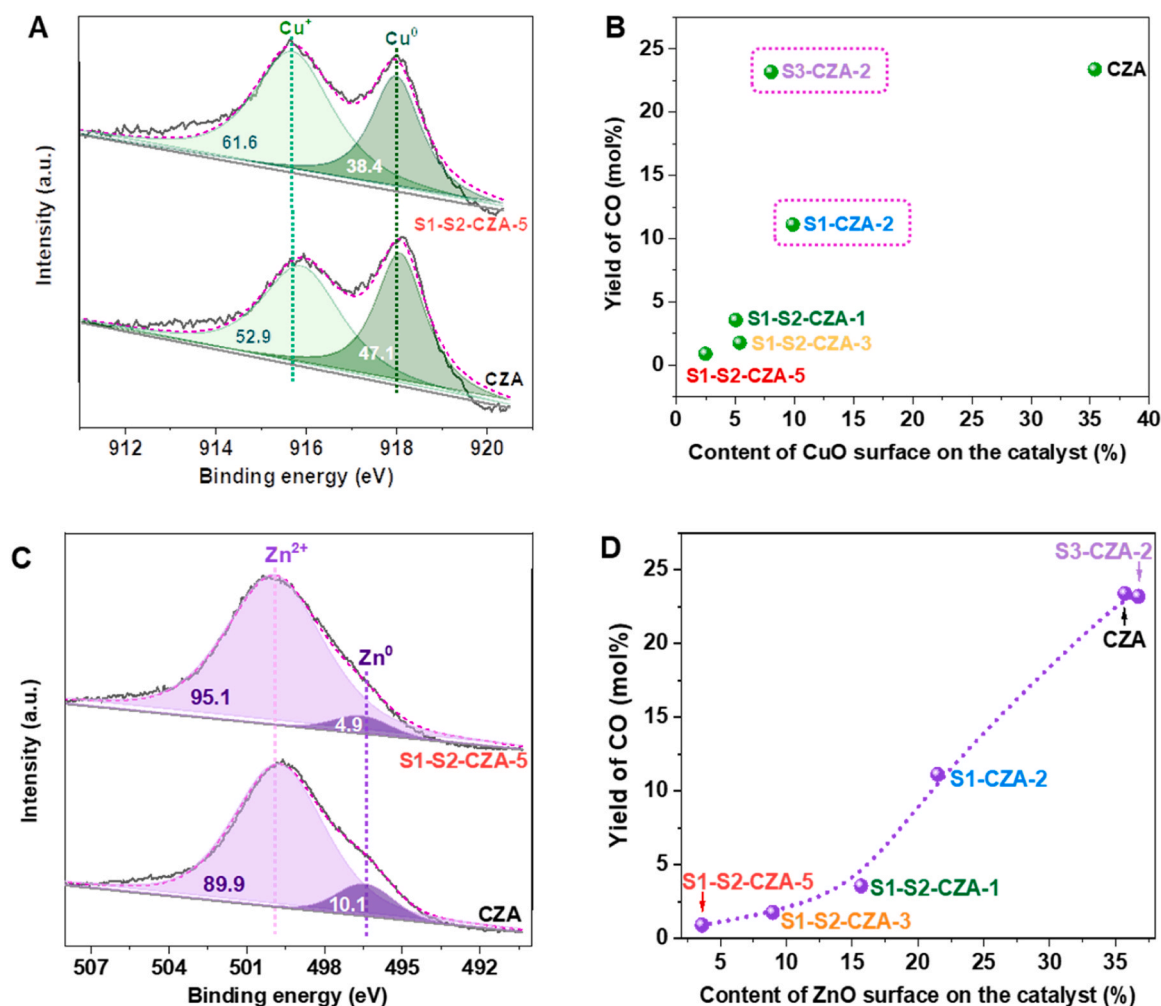 A
Cu⁺
Cu⁰
61.6
38.4
S1-S2-CZA-5
52.9
47.1
CZA
Intensity (a.u.)
912 914 916 918 920
Binding energy (eV)
B
S3-CZA-2
CZA
S1-CZA-2
S1-S2-CZA-1
S1-S2-CZA-3
S1-S2-CZA-5
Yield of CO (mol%)
25
20
15
10
5
0
0 5 10 15 20 25 30 35 40
Content of CuO surface on the catalyst (%)
C
Zn²⁺
Zn⁰
95.1
4.9
S1-S2-CZA-5
89.9
10.1
CZA
Intensity (a.u.)
507 504 501 498 495 492
Binding energy (eV)
D
S3-CZA-2
CZA
S1-CZA-2
S1-S2-CZA-5
S1-S2-CZA-1
S1-S2-CZA-3
Yield of CO (mol%)
25
20
15
10
5
0
5 10 15 20 25 30 35
Content of ZnO surface on the catalyst (%)